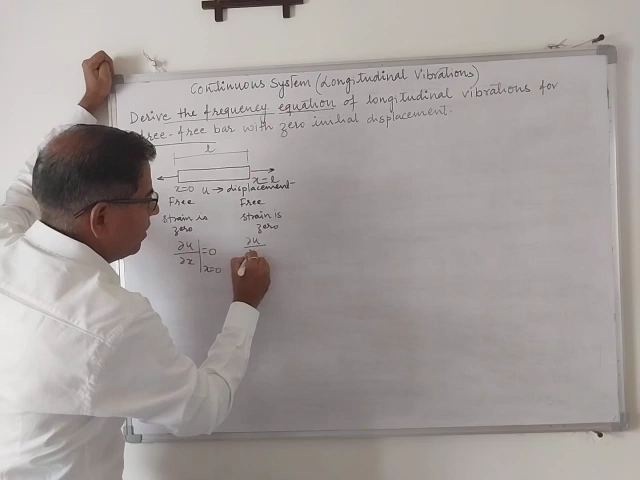 Continuous System (Longitudinal Vibrations)
Derive the frequency equation of longitudinal vibrations for
free-free bar with zero initial displacement.
l
x=0 u → displacement x=l
Free Free
strain is zero
strain is zero
∂u/∂x|x=0 =0
∂u